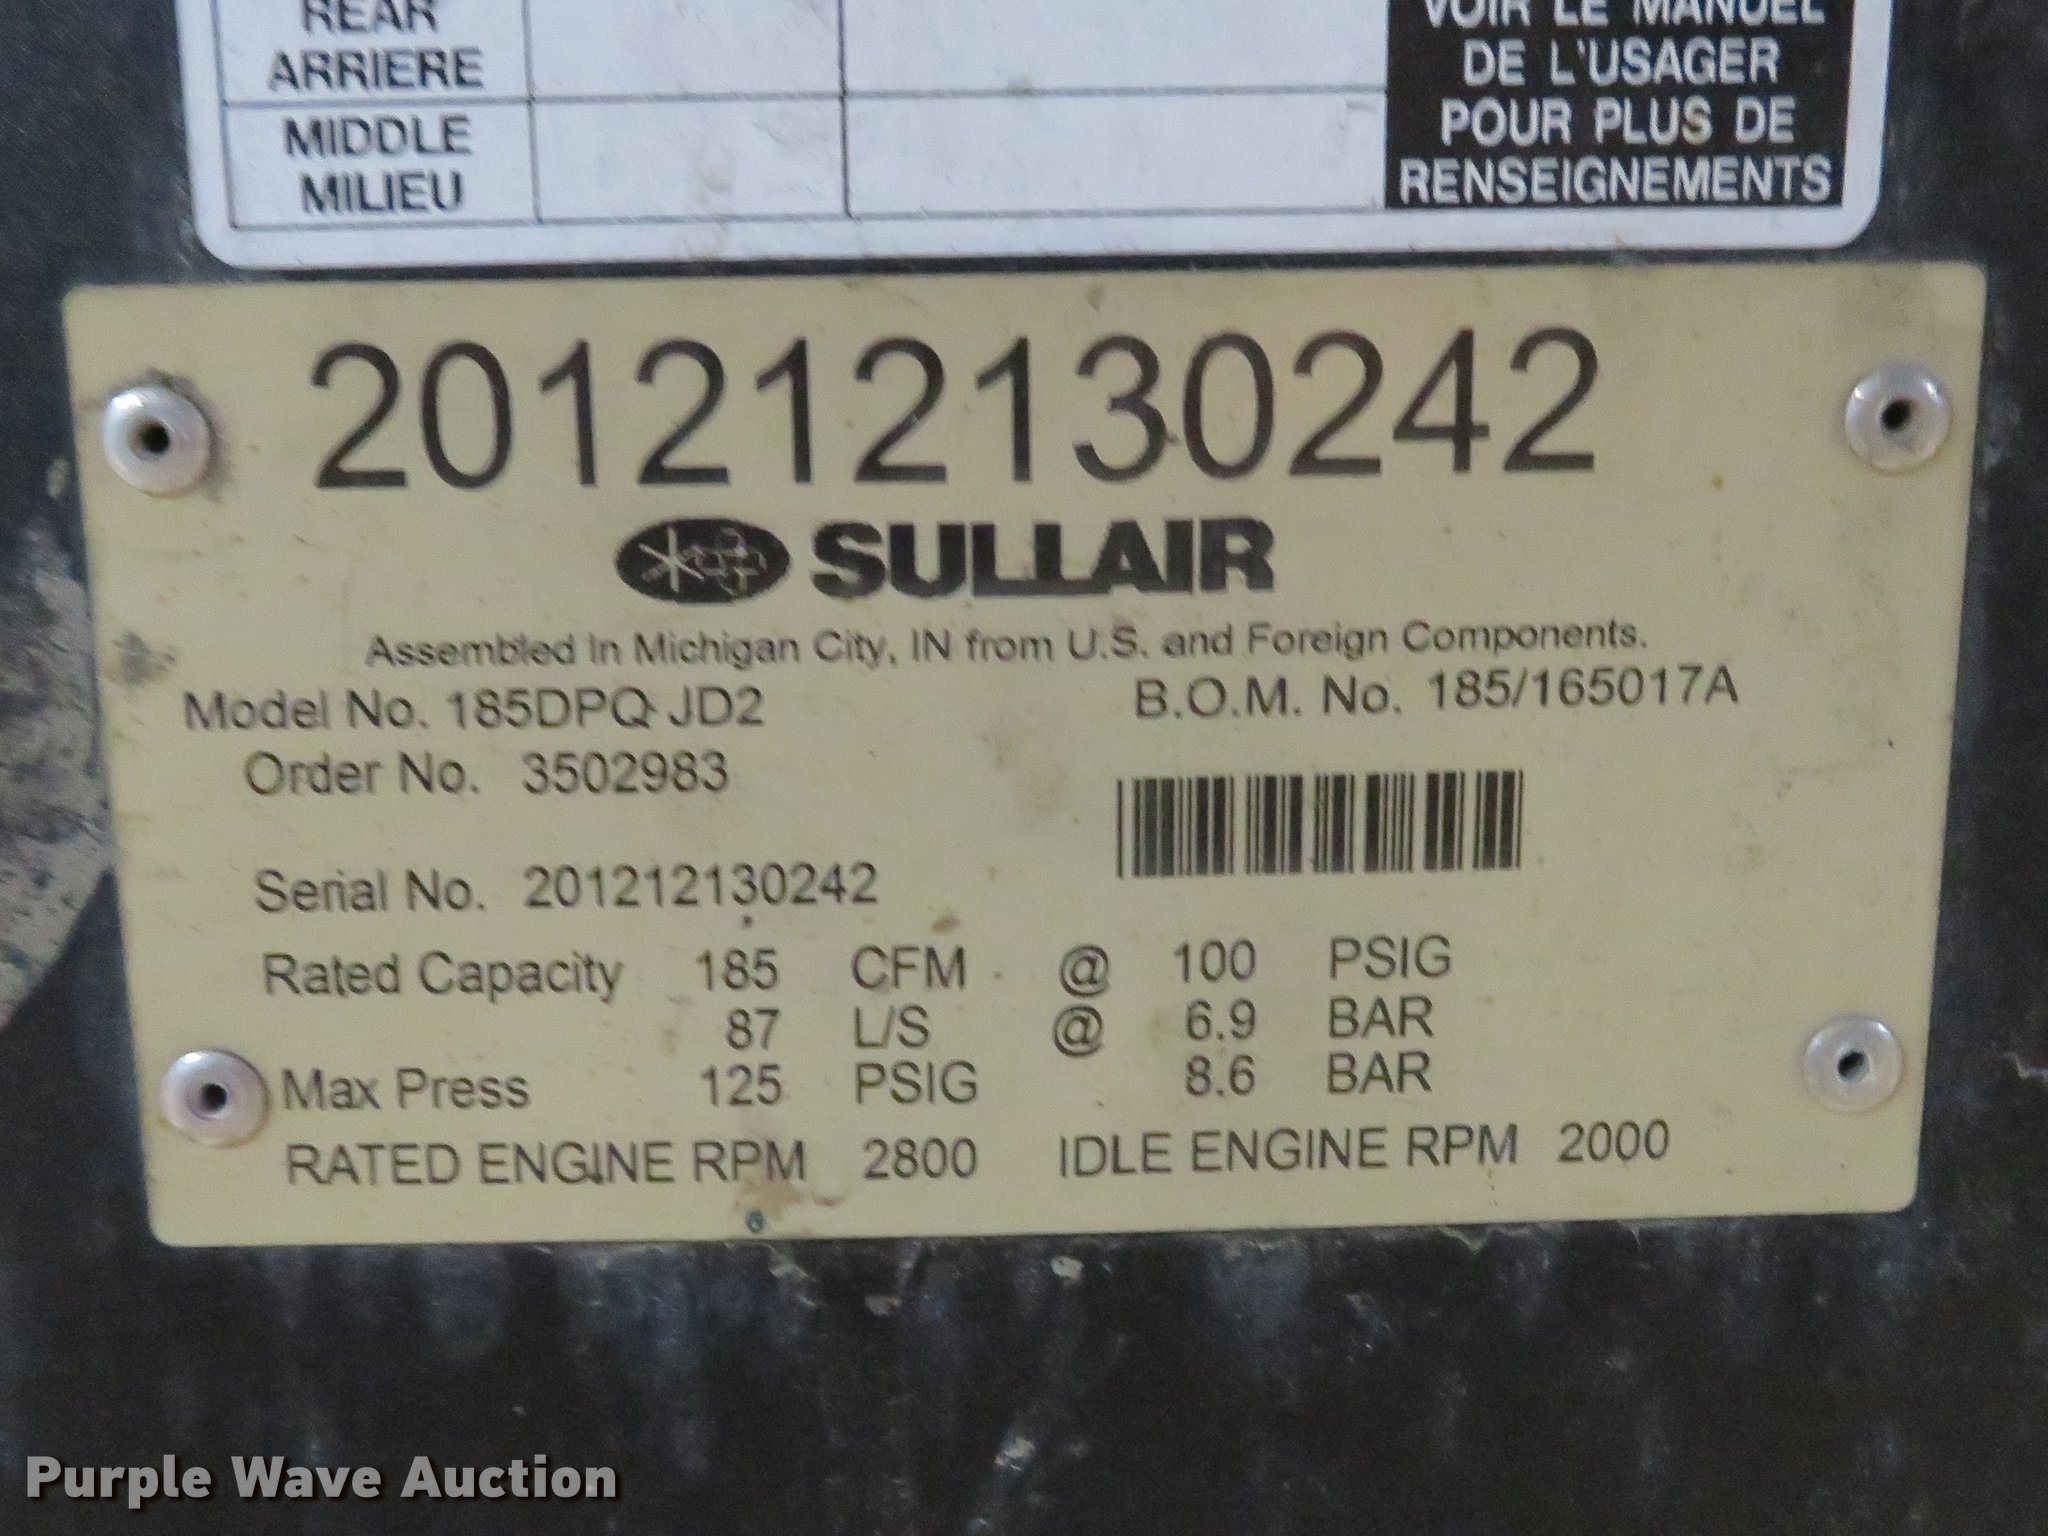 REAR
ARRIERE
MIDDLE
MILIEU
VOIR LE MANUEL
DE L'USAGER
POUR PLUS DE
RENSEIGNEMENTS
201212130242
SULLAIR
Assembled In Michigan City, IN from U.S. and Foreign Components.
Model No. 185DPQ JD2 B.O.M. No. 185/165017A
Order No. 3502983
Serial No. 201212130242
Rated Capacity 185 CFM @ 100 PSIG
87 L/S @ 6.9 BAR
Max Press 125 PSIG 8.6 BAR
RATED ENGINE RPM 2800 IDLE ENGINE RPM 2000
Purple Wave Auction